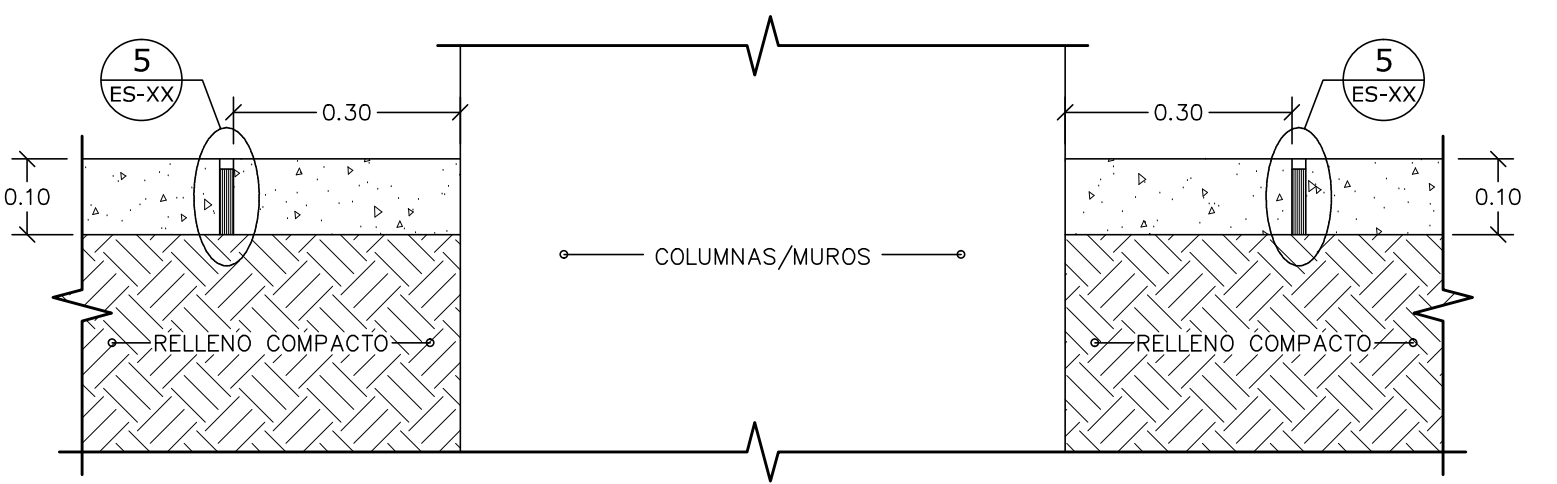 5
ES-XX
5
ES-XX
0.30
0.30
0.10
0.10
COLUMNAS/MUROS
RELLENO COMPACTO
RELLENO COMPACTO